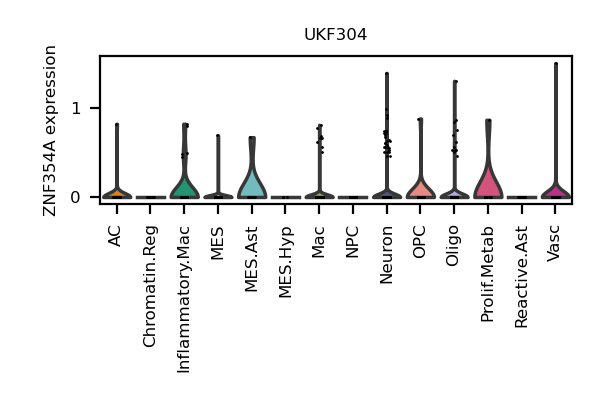 UKF304
ZNF354A expression
1
0
AC
Chromatin.Reg
Inflammatory.Mac
MES
MES.Ast
MES.Hyp
Mac
NPC
Neuron
OPC
Oligo
Prolif.Metab
Reactive.Ast
Vasc